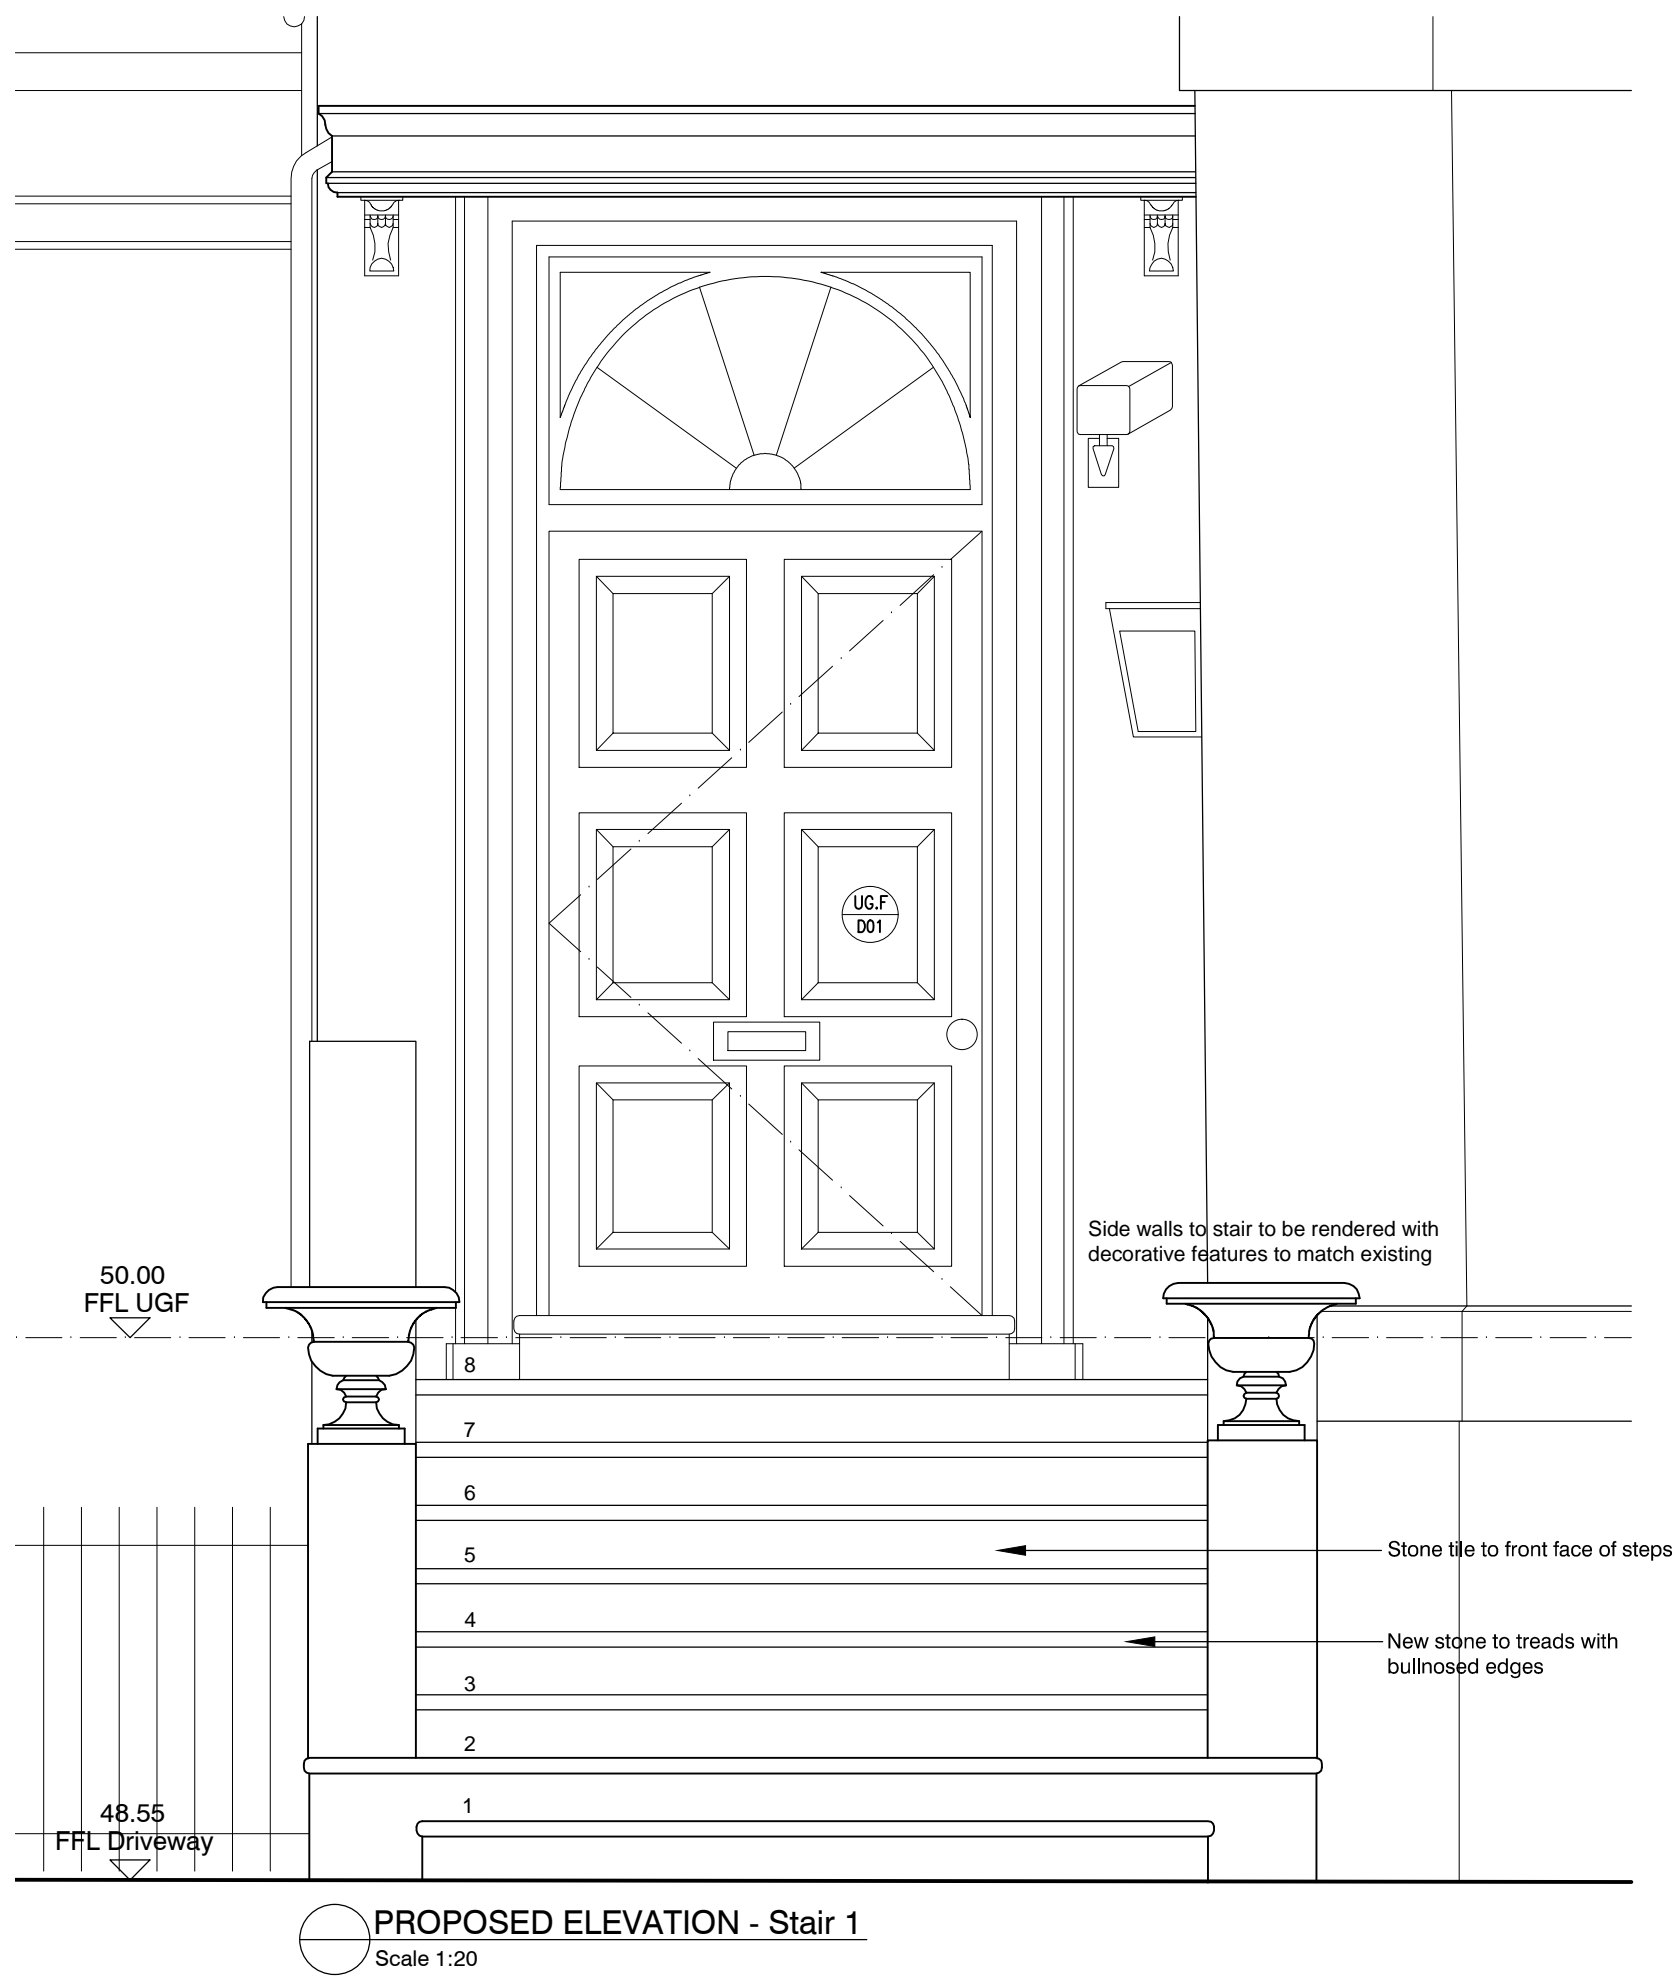 UG.F
D01
Side walls to stair to be rendered with
decorative features to match existing
50.00
FFL UGF
8
7
6
5
Stone tile to front face of steps
4
New stone to treads with
bullnosed edges
3
2
1
48.55
FFL Driveway
PROPOSED ELEVATION - Stair 1
Scale 1:20